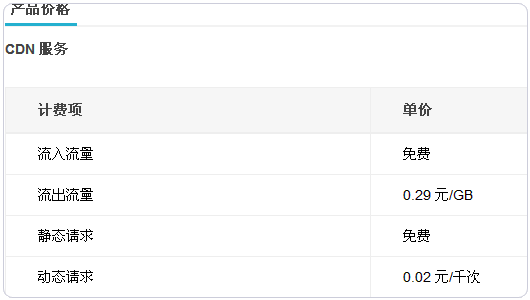 产品价格
CDN 服务
计费项 单价
流入流量 免费
流出流量 0.29 元/GB
静态请求 免费
动态请求 0.02 元/千次